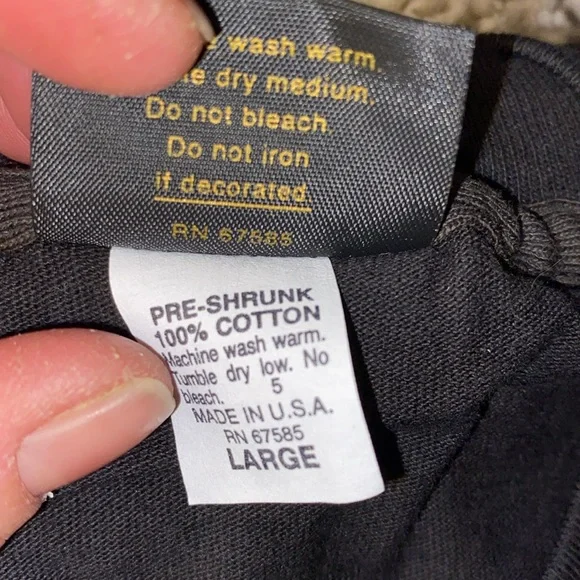 wash warm.
dry medium.
Do not bleach.
Do not iron
if decorated.
RN 67585
PRE-SHRUNK
100% COTTON
Machine wash warm.
Tumble dry low. No
bleach. 5
MADE IN U.S.A.
RN 67585
LARGE